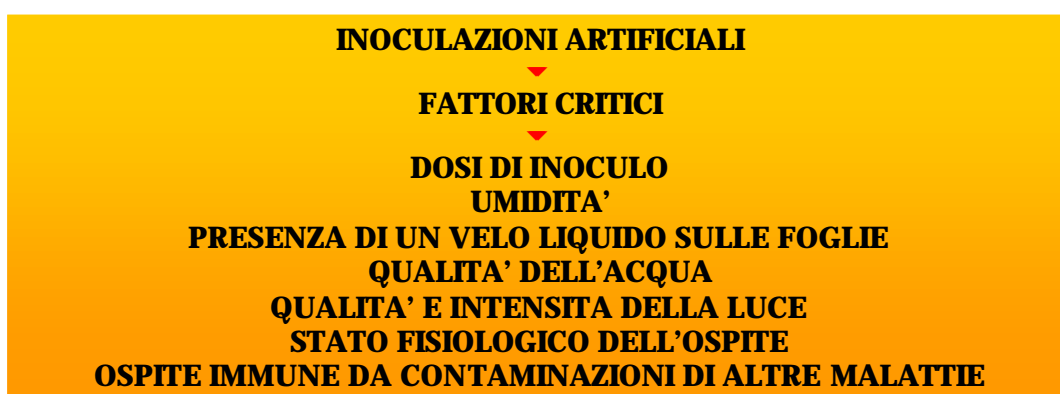 INOCULAZIONI ARTIFICIALI
FATTORI CRITICI
DOSI DI INOCULO
UMIDITA’
PRESENZA DI UN VELO LIQUIDO SULLE FOGLIE
QUALITA’ DELL’ACQUA
QUALITA’ E INTENSITA DELLA LUCE
STATO FISIOLOGICO DELL’OSPITE
OSPITE IMMUNE DA CONTAMINAZIONI DI ALTRE MALATTIE